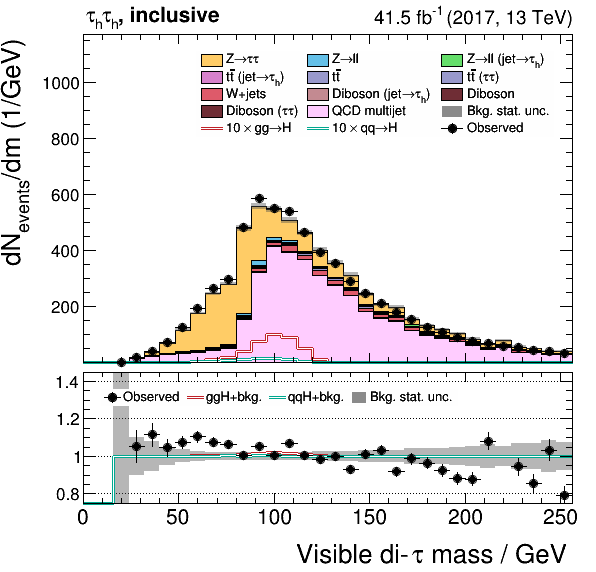 τhτh, inclusive
41.5 fb⁻¹ (2017, 13 TeV)
dNevents/dm (1/GeV)
1000
800
600
400
200
Z→ττ
Z→ll
Z→ll (jet→τh)
tt̄ (jet→τh)
tt̄
tt̄ (ττ)
W+jets
Diboson (jet→τh)
Diboson
Diboson (ττ)
QCD multijet
Bkg. stat. unc.
10 × gg→H
10 × qq→H
Observed
1.4
1.2
1
0.8
Observed
ggH+bkg.
qqH+bkg.
Bkg. stat. unc.
0
50
100
150
200
250
Visible di-τ mass / GeV